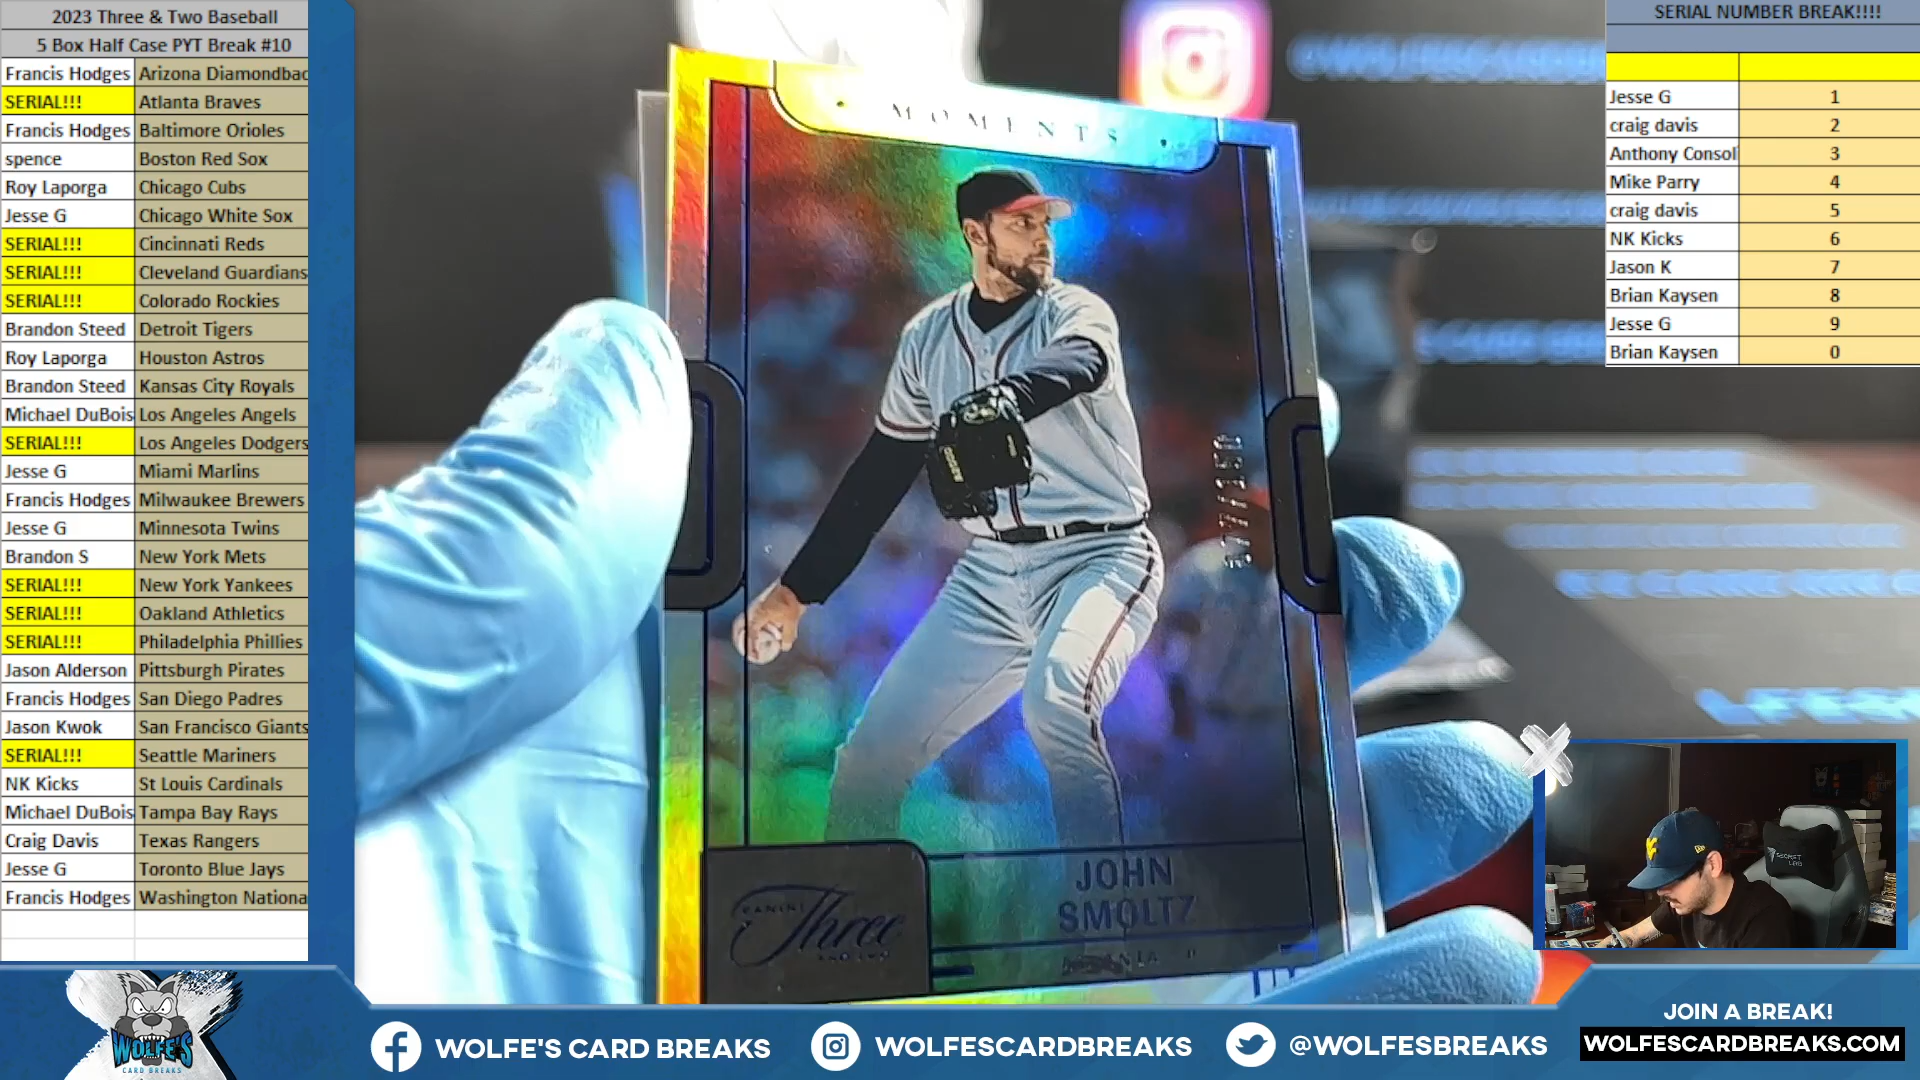 2023 Three & Two Baseball
5 Box Half Case PYT Break #10
Francis Hodges Arizona Diamondbac
SERIAL!!! Atlanta Braves
Francis Hodges Baltimore Orioles
spence Boston Red Sox
Roy Laporga Chicago Cubs
Jesse G Chicago White Sox
SERIAL!!! Cincinnati Reds
SERIAL!!! Cleveland Guardians
SERIAL!!! Colorado Rockies
Brandon Steed Detroit Tigers
Roy Laporga Houston Astros
Brandon Steed Kansas City Royals
Michael DuBois Los Angeles Angels
SERIAL!!! Los Angeles Dodgers
Jesse G Miami Marlins
Francis Hodges Milwaukee Brewers
Jesse G Minnesota Twins
Brandon S New York Mets
SERIAL!!! New York Yankees
SERIAL!!! Oakland Athletics
SERIAL!!! Philadelphia Phillies
Jason Alderson Pittsburgh Pirates
Francis Hodges San Diego Padres
Jason Kwok San Francisco Giants
SERIAL!!! Seattle Mariners
NK Kicks St Louis Cardinals
Michael DuBois Tampa Bay Rays
Craig Davis Texas Rangers
Jesse G Toronto Blue Jays
Francis Hodges Washington Nationa
MOMENTS
JOHN
SMOLTZ
PANINI
Three
AND TWO
SERIAL NUMBER BREAK!!!!
Jesse G 1
craig davis 2
Anthony Consol 3
Mike Parry 4
craig davis 5
NK Kicks 6
Jason K 7
Brian Kaysen 8
Jesse G 9
Brian Kaysen 0
WOLFE'S
CARD BREAKS
WOLFE'S CARD BREAKS
WOLFESCARDBREAKS
@WOLFESBREAKS
JOIN A BREAK!
WOLFESCARDBREAKS.COM